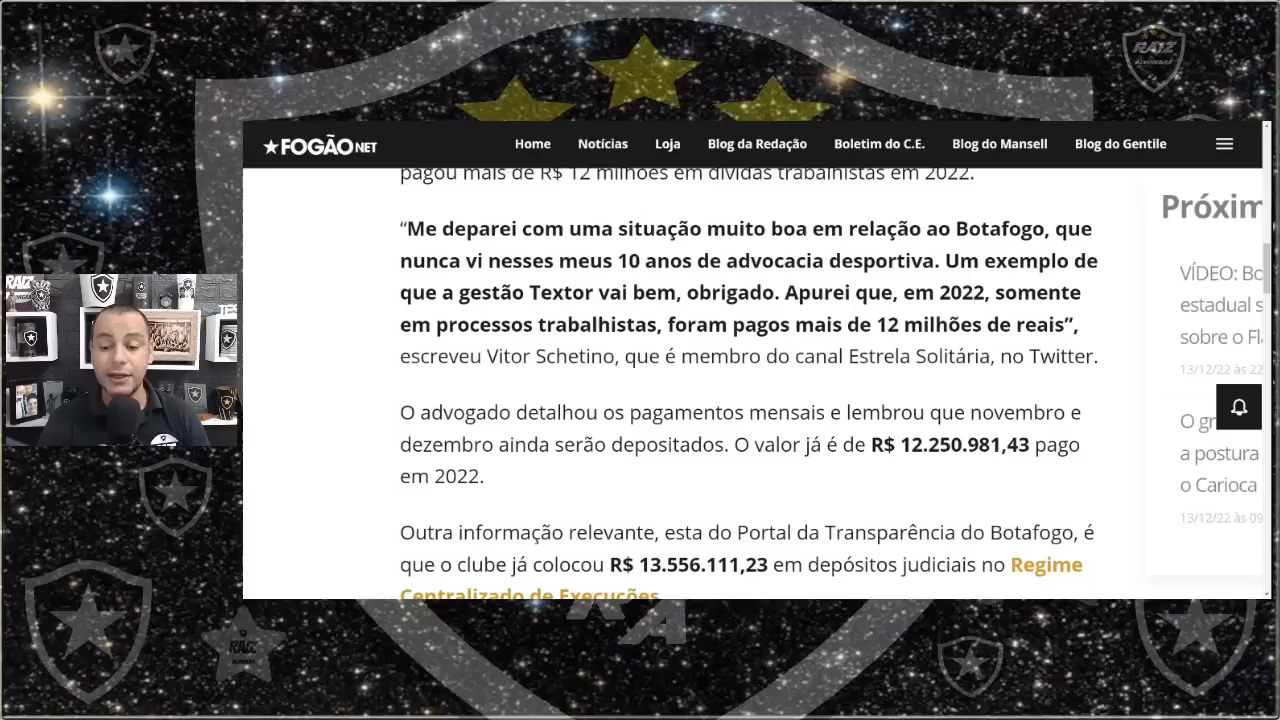 RAIZ
ALVINEGRA
FOGÃO NET
Home
Notícias
Loja
Blog da Redação
Boletim do C.E.
Blog do Mansell
Blog do Gentile
pagou mais de R$ 12 milhões em dívidas trabalhistas em 2022.
“Me deparei com uma situação muito boa em relação ao Botafogo, que
nunca vi nesses meus 10 anos de advocacia desportiva. Um exemplo de
que a gestão Textor vai bem, obrigado. Apurei que, em 2022, somente
em processos trabalhistas, foram pagos mais de 12 milhões de reais”,
escreveu Vitor Schetino, que é membro do canal Estrela Solitária, no Twitter.
O advogado detalhou os pagamentos mensais e lembrou que novembro e
dezembro ainda serão depositados. O valor já é de R$ 12.250.981,43 pago
em 2022.
Outra informação relevante, esta do Portal da Transparência do Botafogo, é
que o clube já colocou R$ 13.556.111,23 em depósitos judiciais no Regime
Centralizado de Execuções
Próxim
VÍDEO: Bo
estadual s
sobre o Fl
13/12/22 às 22
O gr
a postura
o Carioca
13/12/22 às 09
RAIZ